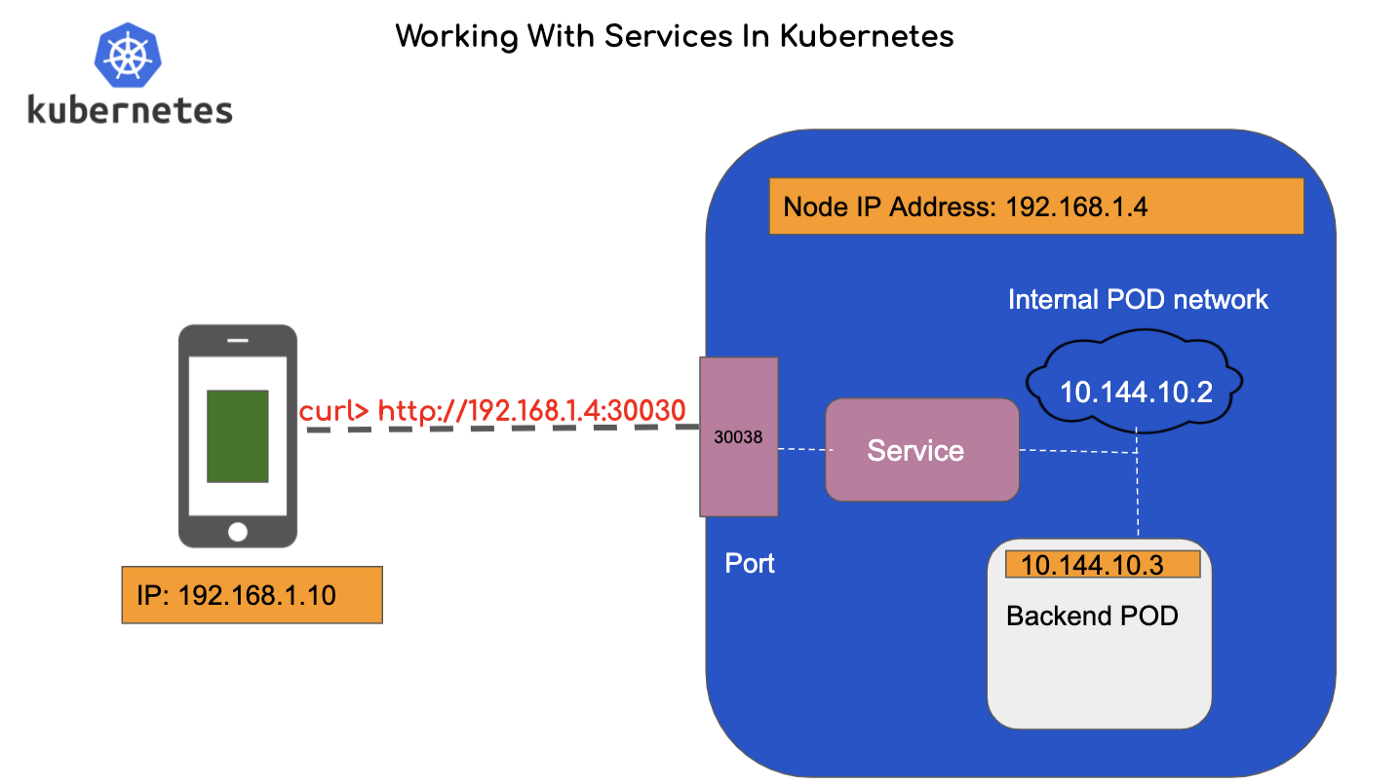 Working With Services In Kubernetes
kubernetes
Node IP Address: 192.168.1.4
Internal POD network
10.144.10.2
curl> http://192.168.1.4:30030
30038
Service
Port
10.144.10.3
IP: 192.168.1.10
Backend POD